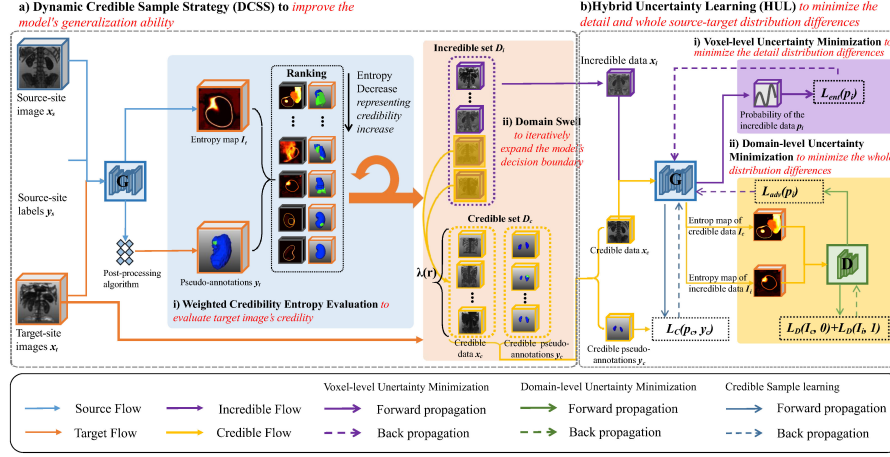 a) Dynamic Credible Sample Strategy (DCSS) to improve the
model's generalization ability
b)Hybrid Uncertainty Learning (HUL) to minimize the
detail and whole source-target distribution differences
Source-site
image xs
Source-site
labels ys
Target-site
images xt
G
Post-processing
algorithm
Entropy map It
Pseudo-annotations yt
Ranking
Entropy
Decrease
representing
credibility
increase
i) Weighted Credibility Entropy Evaluation to
evaluate target image's credility
Incredible set Di
ii) Domain Swell
to iteratively
expand the model's
decision boundary
Credible set Dc
λ(r)
Credible
data xc
Credible pseudo-
annotations yc
Incredible data xi
Credible data xc
Credible pseudo-
annotations yc
G
LC(pc, yc)
i) Voxel-level Uncertainty Minimization to
minimize the detail distribution differences
Probability of the
incredible data pi
Lent(pi)
ii) Domain-level Uncertainty
Minimization to minimize the whole
distribution differences
Ladv(pi)
Entrop map of
credible data Ic
Entropy map of
incredible data Ii
D
LD(Ic, 0)+LD(Ii, 1)
Voxel-level Unertainty Minimization
Domain-level Unertainty Minimization
Credible Sample learning
Source Flow
Incredible Flow
Forward propagation
Forward propagation
Forward propagation
Target Flow
Credible Flow
Back propagation
Back propagation
Back propagation